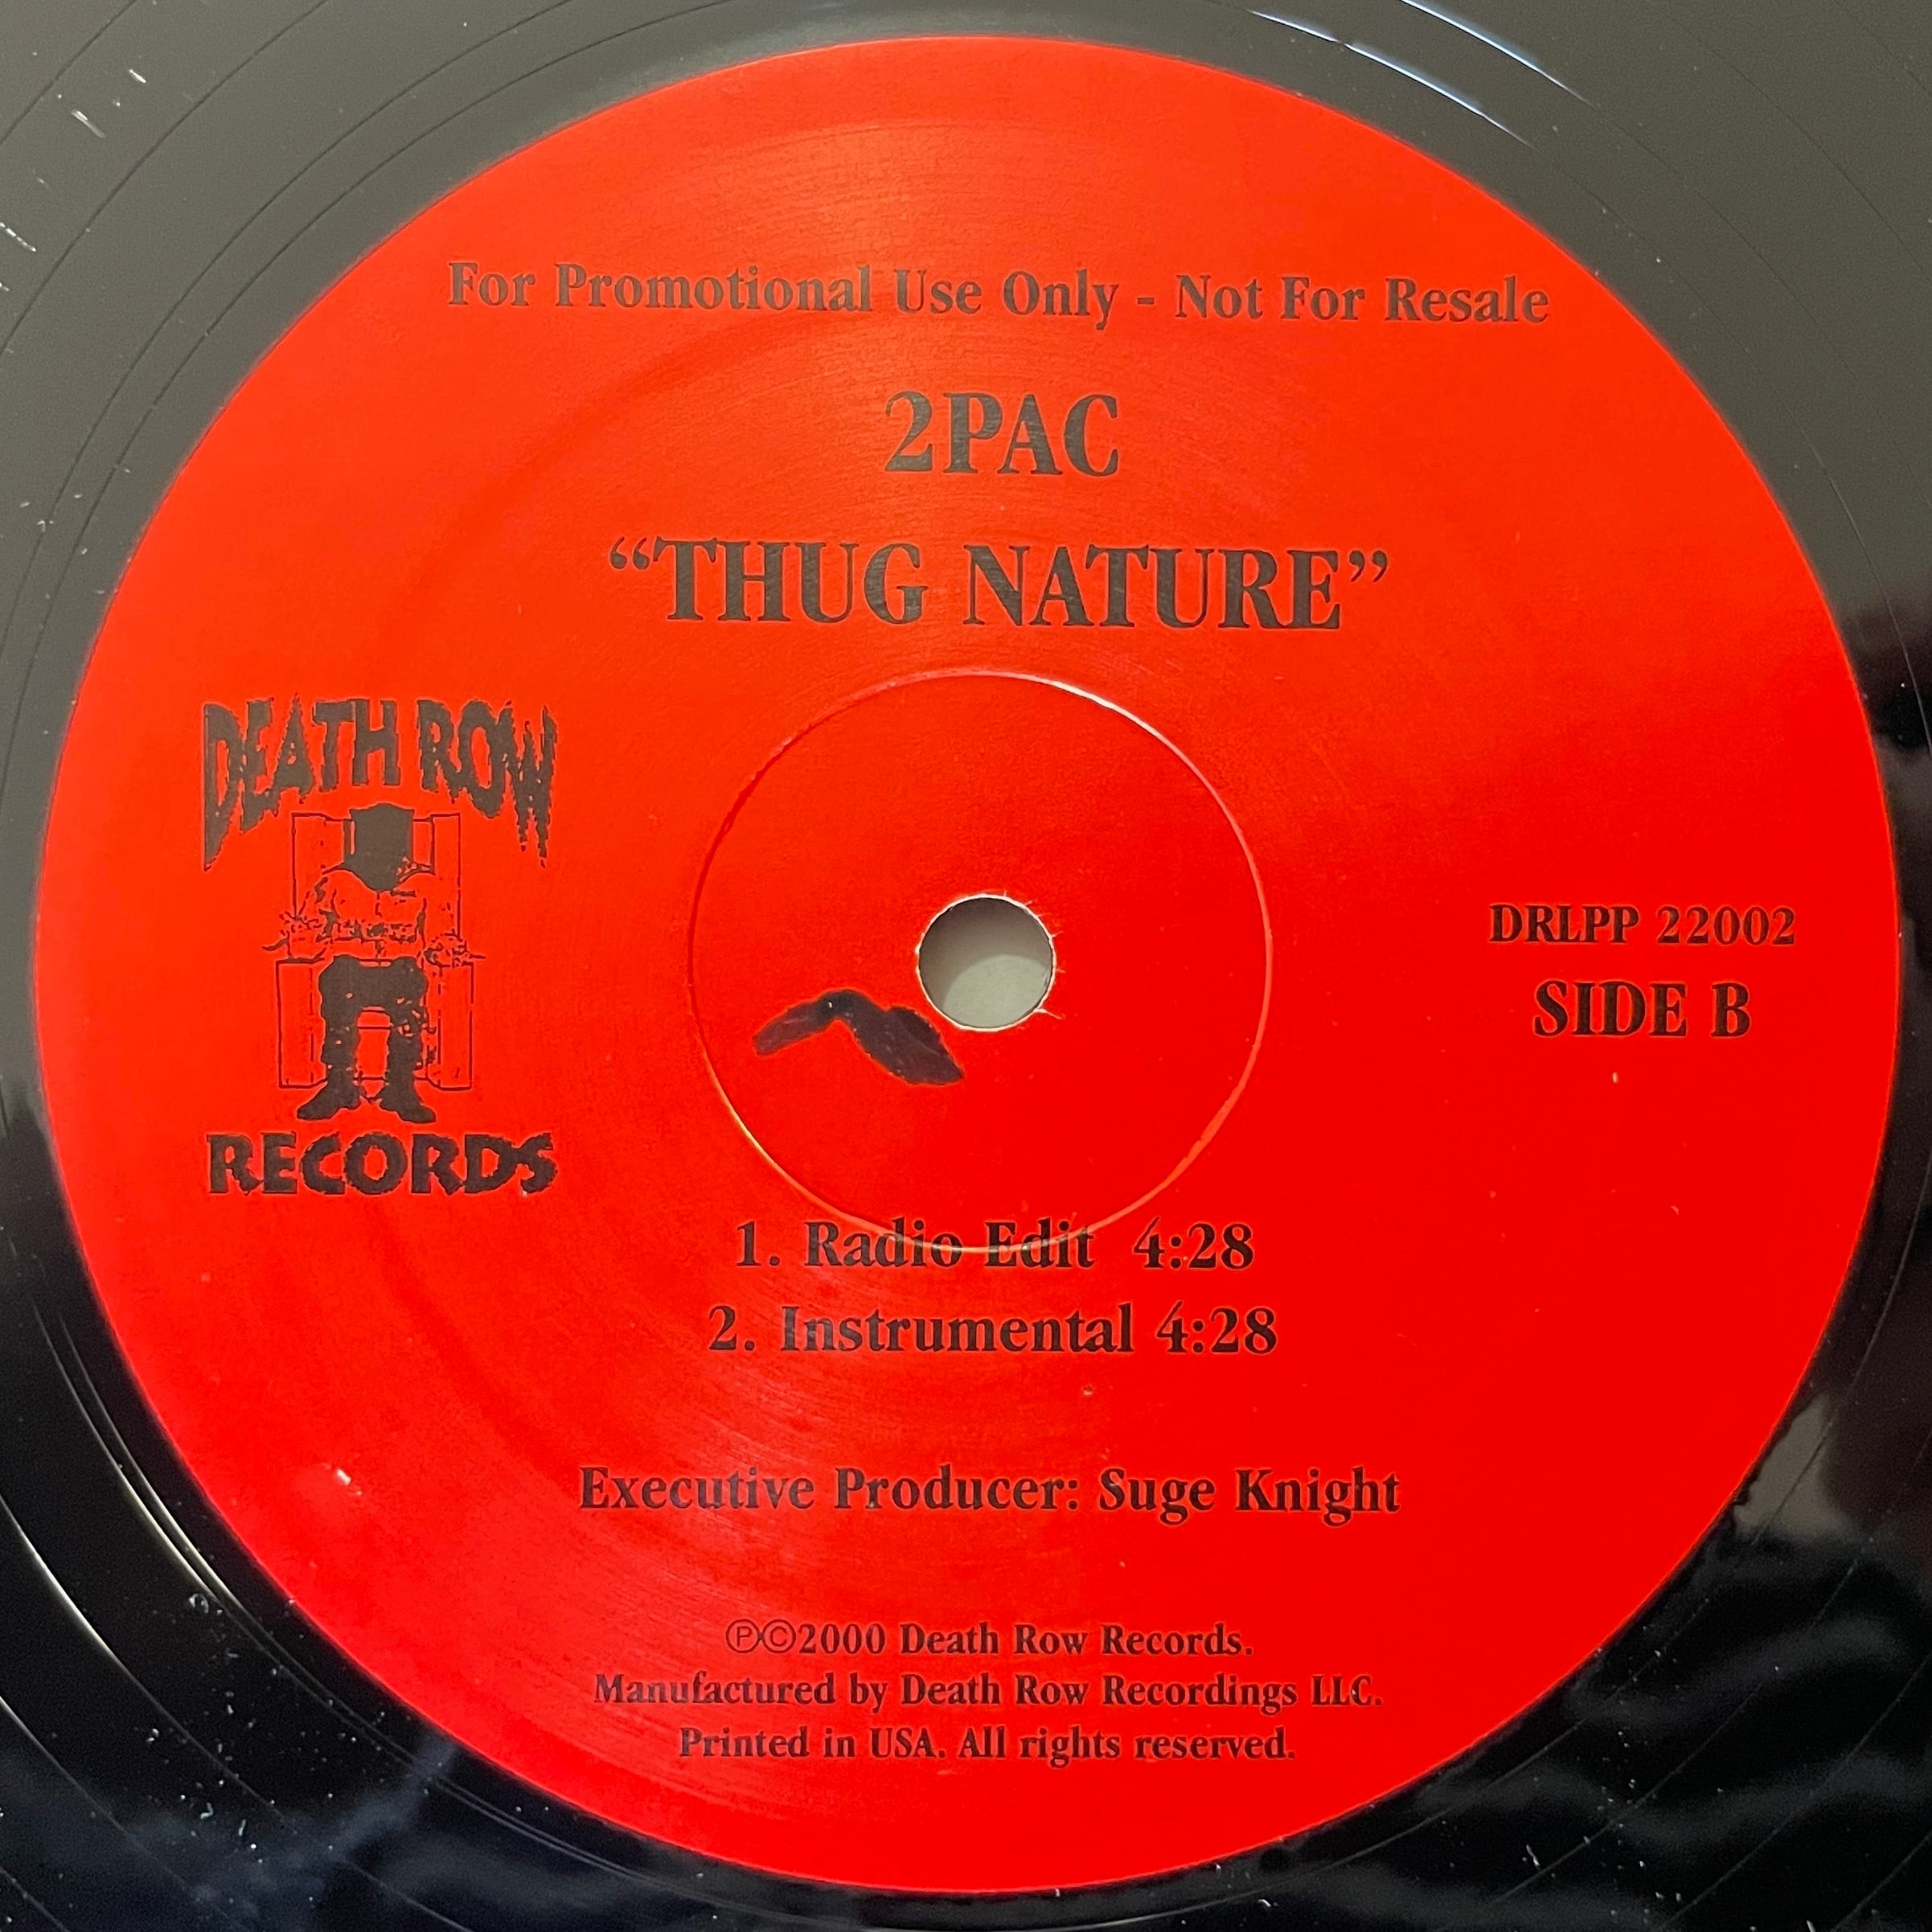 For Promotional Use Only - Not For Resale
2PAC
“THUG NATURE”
DEATH ROW
RECORDS
DRLPP 22002
SIDE B
1. Radio Edit 4:28
2. Instrumental 4:28
Executive Producer: Suge Knight
℗©2000 Death Row Records.
Manufactured by Death Row Recordings LLC.
Printed in USA. All rights reserved.